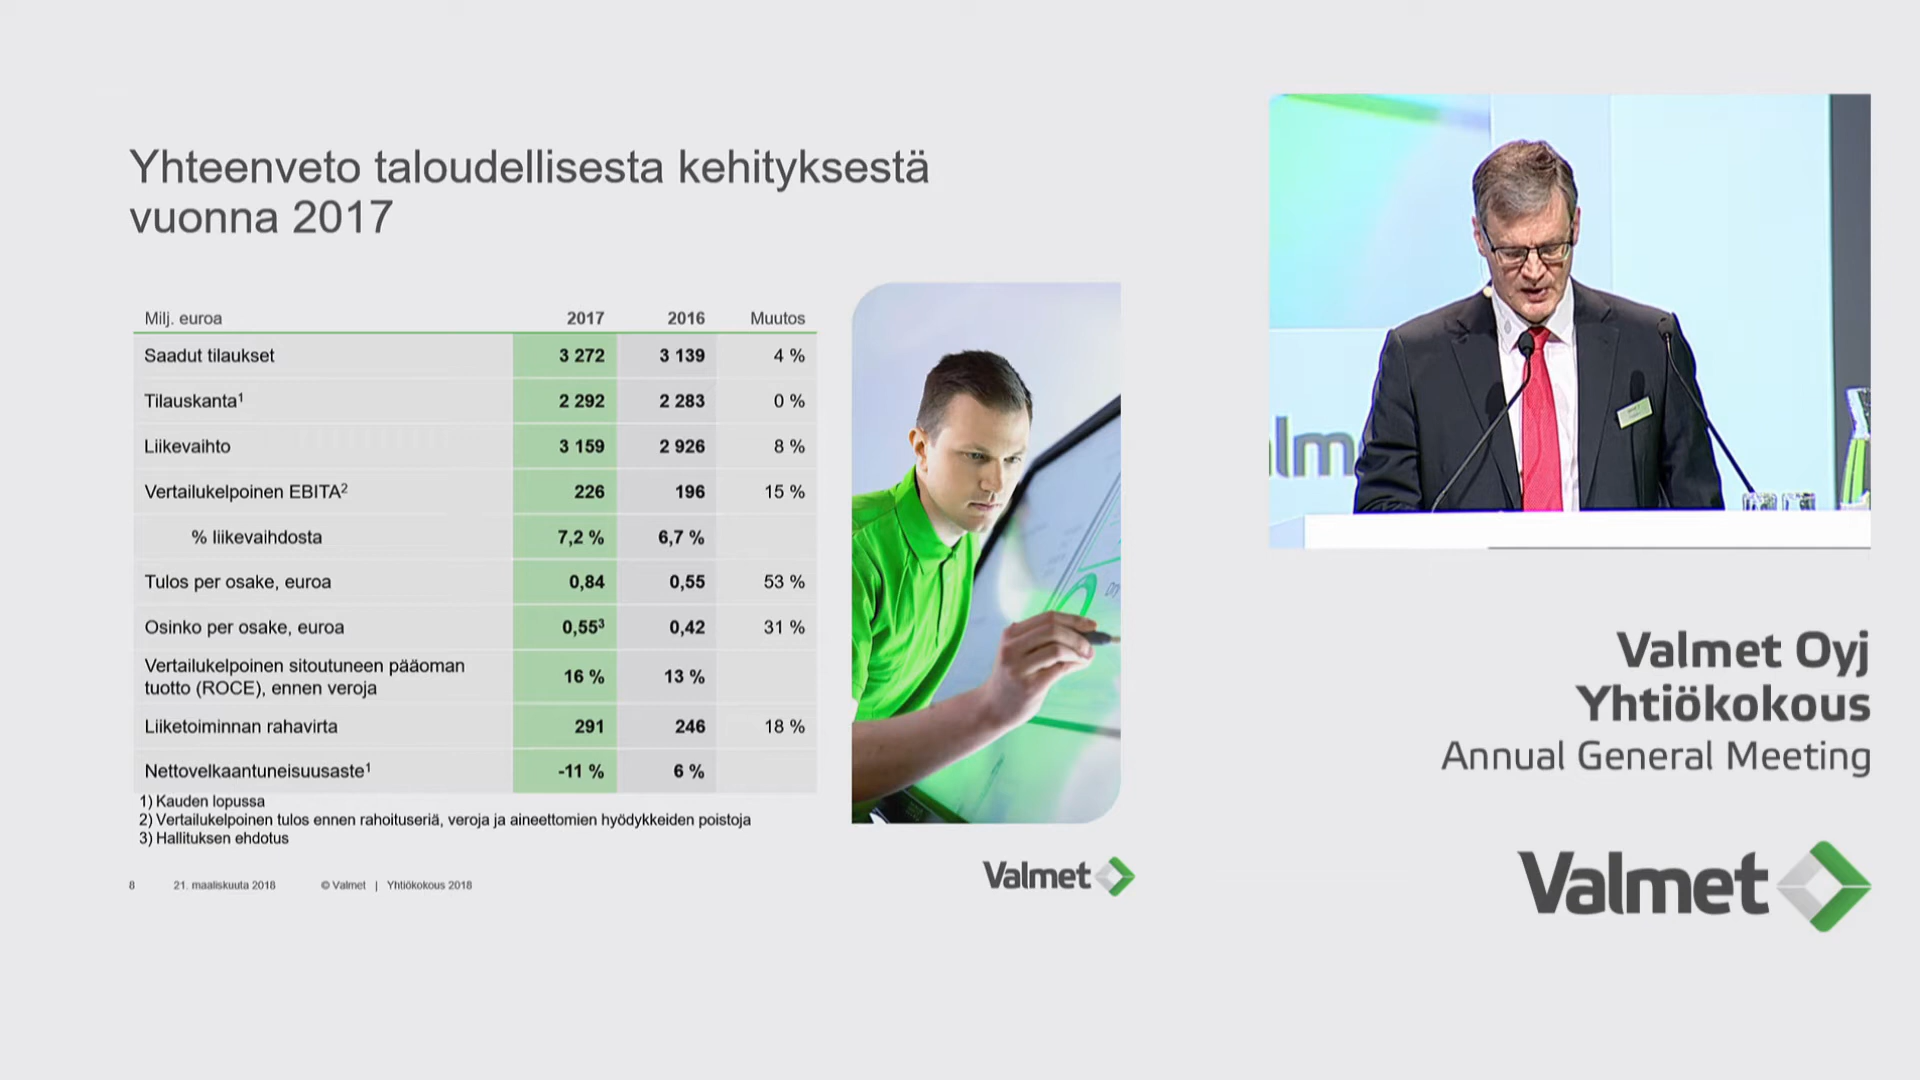 Yhteenveto taloudellisesta kehityksestä
vuonna 2017
Milj. euroa 2017 2016 Muutos
Saadut tilaukset 3 272 3 139 4 %
Tilauskanta¹ 2 292 2 283 0 %
Liikevaihto 3 159 2 926 8 %
Vertailukelpoinen EBITA² 226 196 15 %
% liikevaihdosta 7,2 % 6,7 %
Tulos per osake, euroa 0,84 0,55 53 %
Osinko per osake, euroa 0,55³ 0,42 31 %
Vertailukelpoinen sitoutuneen pääoman
tuotto (ROCE), ennen veroja 16 % 13 %
Liiketoiminnan rahavirta 291 246 18 %
Nettovelkaantuneisuusaste¹ -11 % 6 %
1) Kauden lopussa
2) Vertailukelpoinen tulos ennen rahoituseriä, veroja ja aineettomien hyödykkeiden poistoja
3) Hallituksen ehdotus
8 21. maaliskuuta 2018 © Valmet | Yhtiökokous 2018
Valmet
Valmet Oyj
Yhtiökokous
Annual General Meeting
Valmet